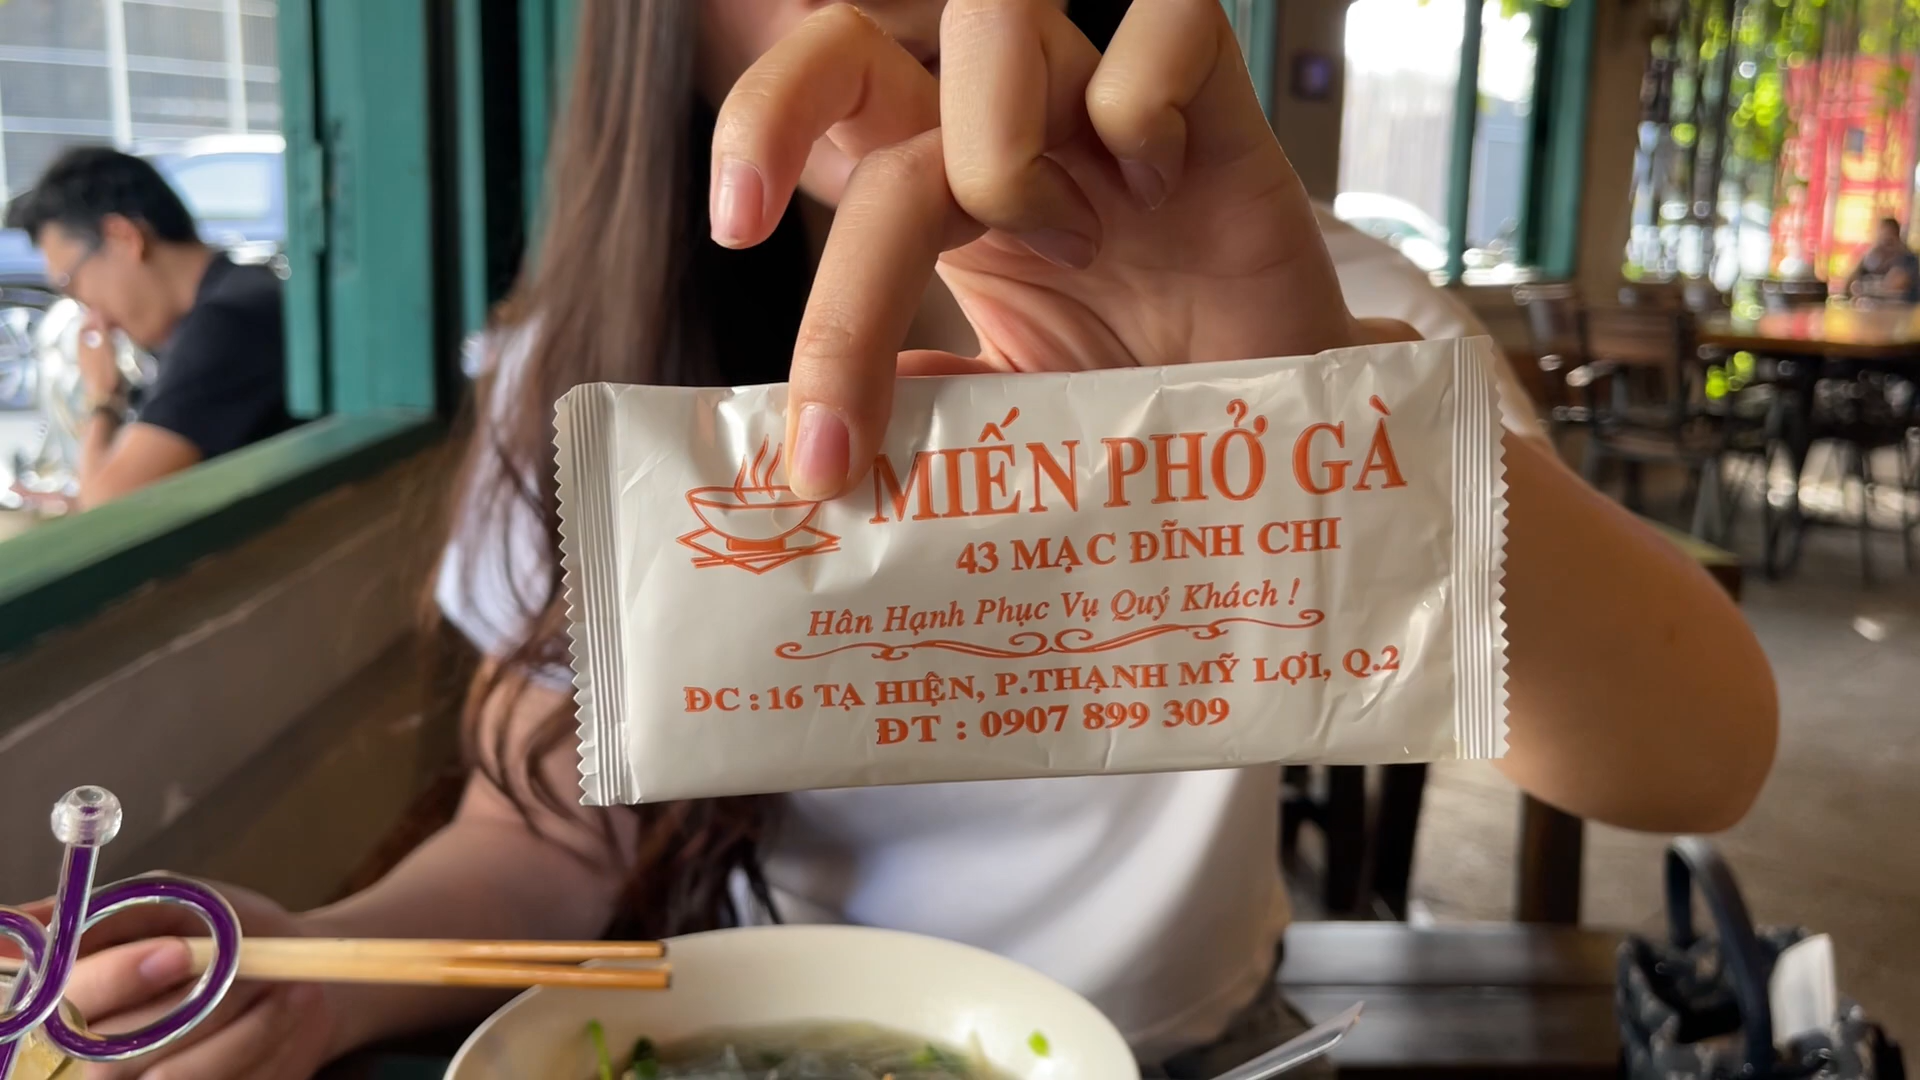 MIẾN PHỞ GÀ
43 MẠC ĐĨNH CHI
Hân Hạnh Phục Vụ Quý Khách !
ĐC : 16 TẠ HIỆN, P.THẠNH MỸ LỢI, Q.2
ĐT : 0907 899 309